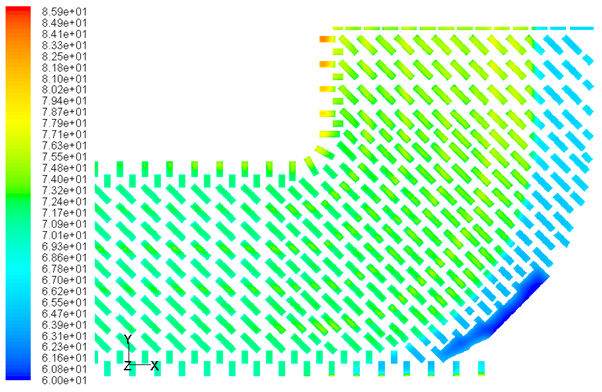 8.59e+01
8.49e+01
8.41e+01
8.33e+01
8.25e+01
8.18e+01
8.10e+01
8.02e+01
7.94e+01
7.87e+01
7.79e+01
7.71e+01
7.63e+01
7.55e+01
7.48e+01
7.40e+01
7.32e+01
7.24e+01
7.17e+01
7.09e+01
7.01e+01
6.93e+01
6.86e+01
6.78e+01
6.70e+01
6.62e+01
6.55e+01
6.47e+01
6.39e+01
6.31e+01
6.23e+01
6.16e+01
6.08e+01
6.00e+01
Y
Z X